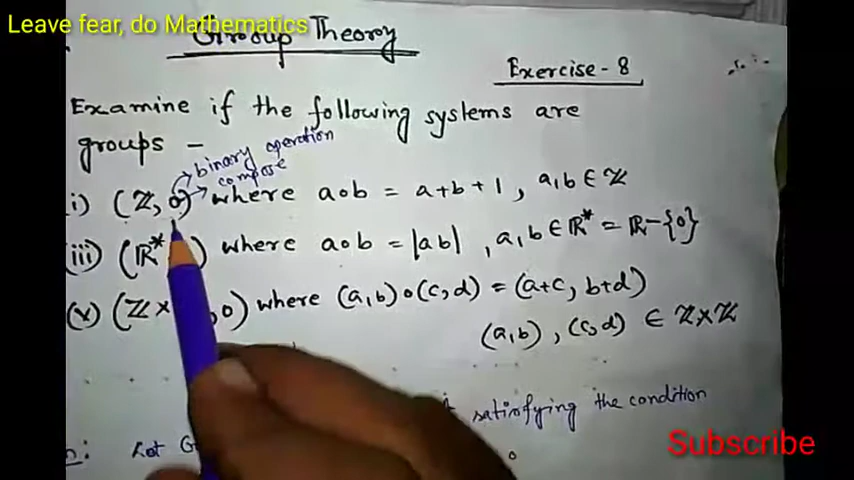 Leave fear, do Mathematics
Group Theory
Exercise-8
Examine if the following systems are
groups -
binary operation
compose
i) (ℤ, o) where aob = a+b+1, a,b ∈ ℤ
(iii) (ℝ* ) where aob = |ab|, a,b ∈ ℝ* = ℝ-{0}
(v) (ℤ× ,o) where (a,b)o(c,d) = (a+c, b+d)
(a,b), (c,d) ∈ ℤ×ℤ
satisfying the condition
Let G
Subscribe